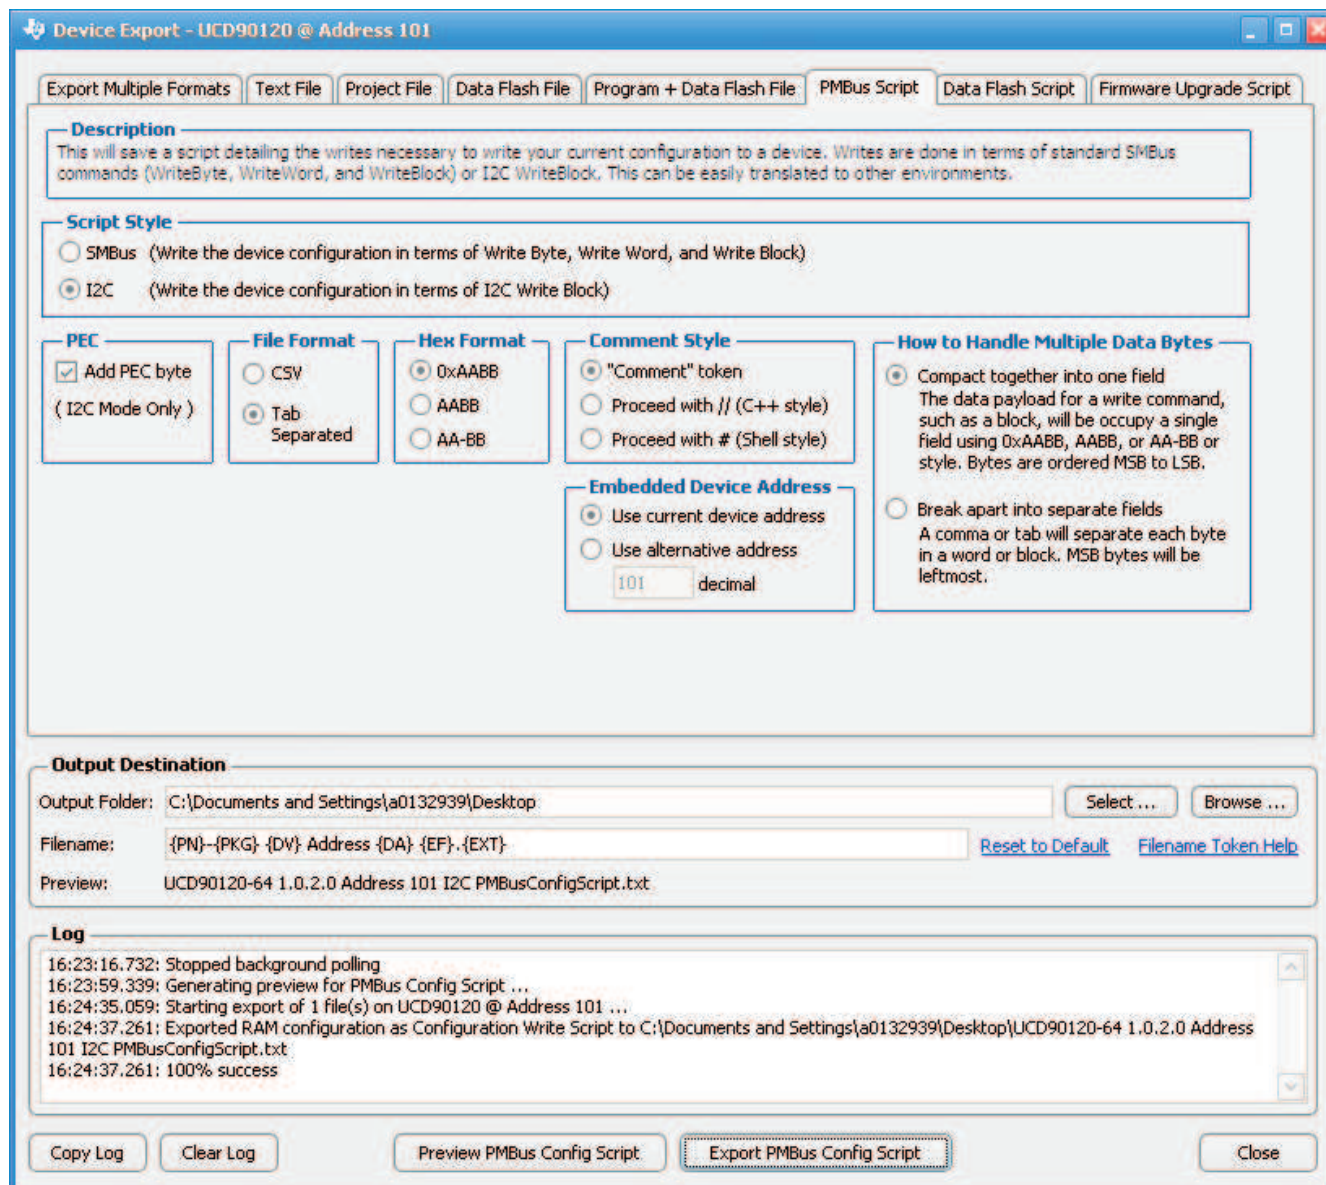 Device Export - UCD90120 @ Address 101
Export Multiple Formats
Text File
Project File
Data Flash File
Program + Data Flash File
PMBus Script
Data Flash Script
Firmware Upgrade Script
Description
This will save a script detailing the writes necessary to write your current configuration to a device. Writes are done in terms of standard SMBus
commands (WriteByte, WriteWord, and WriteBlock) or I2C WriteBlock. This can be easily translated to other environments.
Script Style
SMBus (Write the device configuration in terms of Write Byte, Write Word, and Write Block)
I2C (Write the device configuration in terms of I2C Write Block)
PEC
Add PEC byte
( I2C Mode Only )
File Format
CSV
Tab
Separated
Hex Format
0xAABB
AABB
AA-BB
Comment Style
"Comment" token
Proceed with // (C++ style)
Proceed with # (Shell style)
Embedded Device Address
Use current device address
Use alternative address
101 decimal
How to Handle Multiple Data Bytes
Compact together into one field
The data payload for a write command,
such as a block, will be occupy a single
field using 0xAABB, AABB, or AA-BB or
style. Bytes are ordered MSB to LSB.
Break apart into separate fields
A comma or tab will separate each byte
in a word or block. MSB bytes will be
leftmost.
Output Destination
Output Folder: C:\Documents and Settings\a0132939\Desktop
Select ...
Browse ...
Filename: {PN}-{PKG} {DV} Address {DA} {EF}.{EXT}
Reset to Default
Filename Token Help
Preview: UCD90120-64 1.0.2.0 Address 101 I2C PMBusConfigScript.txt
Log
16:23:16.732: Stopped background polling
16:23:59.339: Generating preview for PMBus Config Script ...
16:24:35.059: Starting export of 1 file(s) on UCD90120 @ Address 101 ...
16:24:37.261: Exported RAM configuration as Configuration Write Script to C:\Documents and Settings\a0132939\Desktop\UCD90120-64 1.0.2.0 Address
101 I2C PMBusConfigScript.txt
16:24:37.261: 100% success
Copy Log
Clear Log
Preview PMBus Config Script
Export PMBus Config Script
Close